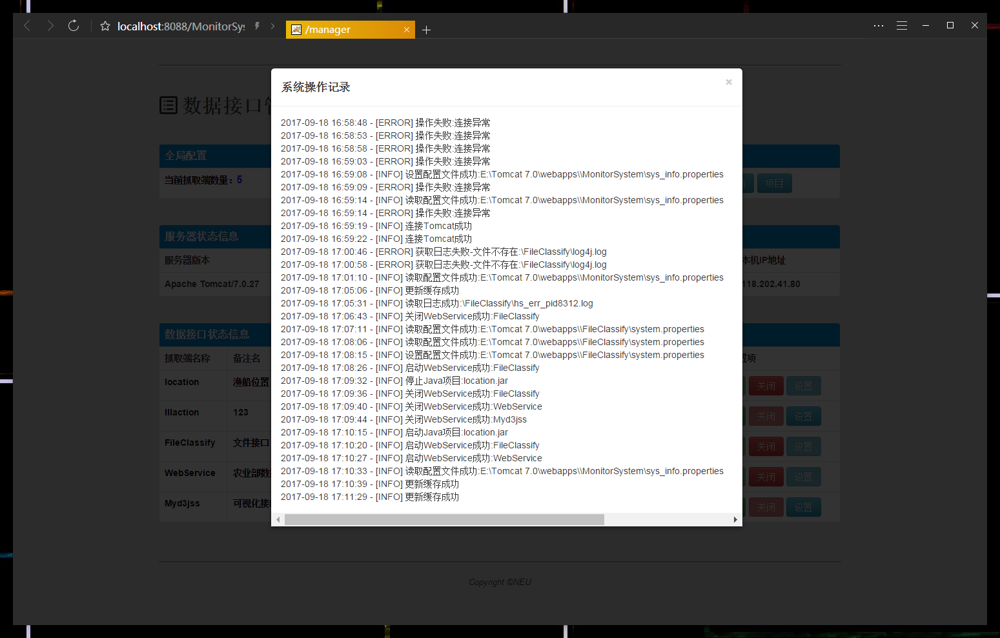 localhost:8088/MonitorSys
/manager
数据接口
系统操作记录
2017-09-18 16:58:48 - [ERROR] 操作失败:连接异常
2017-09-18 16:58:53 - [ERROR] 操作失败:连接异常
2017-09-18 16:58:58 - [ERROR] 操作失败:连接异常
2017-09-18 16:59:03 - [ERROR] 操作失败:连接异常
2017-09-18 16:59:08 - [INFO] 设置配置文件成功:E:\Tomcat 7.0\webapps\\MonitorSystem\sys_info.properties
2017-09-18 16:59:09 - [ERROR] 操作失败:连接异常
2017-09-18 16:59:14 - [INFO] 读取配置文件成功:E:\Tomcat 7.0\webapps\\MonitorSystem\sys_info.properties
2017-09-18 16:59:14 - [ERROR] 操作失败:连接异常
2017-09-18 16:59:19 - [INFO] 连接Tomcat成功
2017-09-18 16:59:22 - [INFO] 连接Tomcat成功
2017-09-18 17:00:46 - [ERROR] 获取日志失败-文件不存在:\FileClassify\log4j.log
2017-09-18 17:00:58 - [ERROR] 获取日志失败-文件不存在:\FileClassify\log4j.log
2017-09-18 17:01:10 - [INFO] 读取配置文件成功:E:\Tomcat 7.0\webapps\\MonitorSystem\sys_info.properties
2017-09-18 17:05:06 - [INFO] 更新缓存成功
2017-09-18 17:05:31 - [INFO] 读取日志成功:\FileClassify\hs_err_pid8312.log
2017-09-18 17:06:43 - [INFO] 关闭WebService成功:FileClassify
2017-09-18 17:07:11 - [INFO] 读取配置文件成功:E:\Tomcat 7.0\webapps\\FileClassify\system.properties
2017-09-18 17:08:06 - [INFO] 读取配置文件成功:E:\Tomcat 7.0\webapps\\FileClassify\system.properties
2017-09-18 17:08:15 - [INFO] 设置配置文件成功:E:\Tomcat 7.0\webapps\\FileClassify\system.properties
2017-09-18 17:08:26 - [INFO] 启动WebService成功:FileClassify
2017-09-18 17:09:32 - [INFO] 停止Java项目:location.jar
2017-09-18 17:09:36 - [INFO] 关闭WebService成功:FileClassify
2017-09-18 17:09:40 - [INFO] 关闭WebService成功:WebService
2017-09-18 17:09:44 - [INFO] 关闭WebService成功:Myd3jss
2017-09-18 17:10:15 - [INFO] 启动Java项目:location.jar
2017-09-18 17:10:20 - [INFO] 启动WebService成功:FileClassify
2017-09-18 17:10:27 - [INFO] 启动WebService成功:WebService
2017-09-18 17:10:33 - [INFO] 读取配置文件成功:E:\Tomcat 7.0\webapps\\MonitorSystem\sys_info.properties
2017-09-18 17:10:39 - [INFO] 更新缓存成功
2017-09-18 17:11:29 - [INFO] 更新缓存成功
全局配置
当前抓取端数量：5
项目
服务器状态信息
服务器版本
本机IP地址
Apache Tomcat/7.0.27
118.202.41.80
数据接口状态信息
抓取端名称 备注名
置项
location 渔船位置 关闭 设置
Illaction 123 关闭 设置
FileClassify 文件接口 关闭 设置
WebService 农业部数 关闭 设置
Myd3jss 可视化接 关闭 设置
Copyright ©NEU